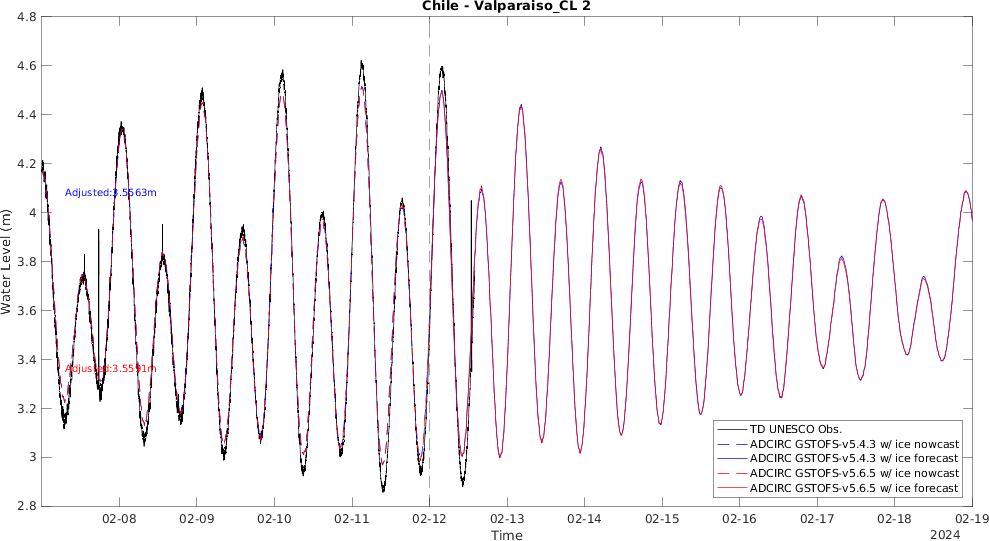 Chile - Valparaiso_CL 2
4.8
4.6
4.4
4.2
4
3.8
3.6
3.4
3.2
3
2.8
Water Level (m)
Adjusted:3.5563m
Adjusted:3.5591m
TD UNESCO Obs.
ADCIRC GSTOFS-v5.4.3 w/ ice nowcast
ADCIRC GSTOFS-v5.4.3 w/ ice forecast
ADCIRC GSTOFS-v5.6.5 w/ ice nowcast
ADCIRC GSTOFS-v5.6.5 w/ ice forecast
02-08 02-09 02-10 02-11 02-12 02-13 02-14 02-15 02-16 02-17 02-18 02-19
Time
2024